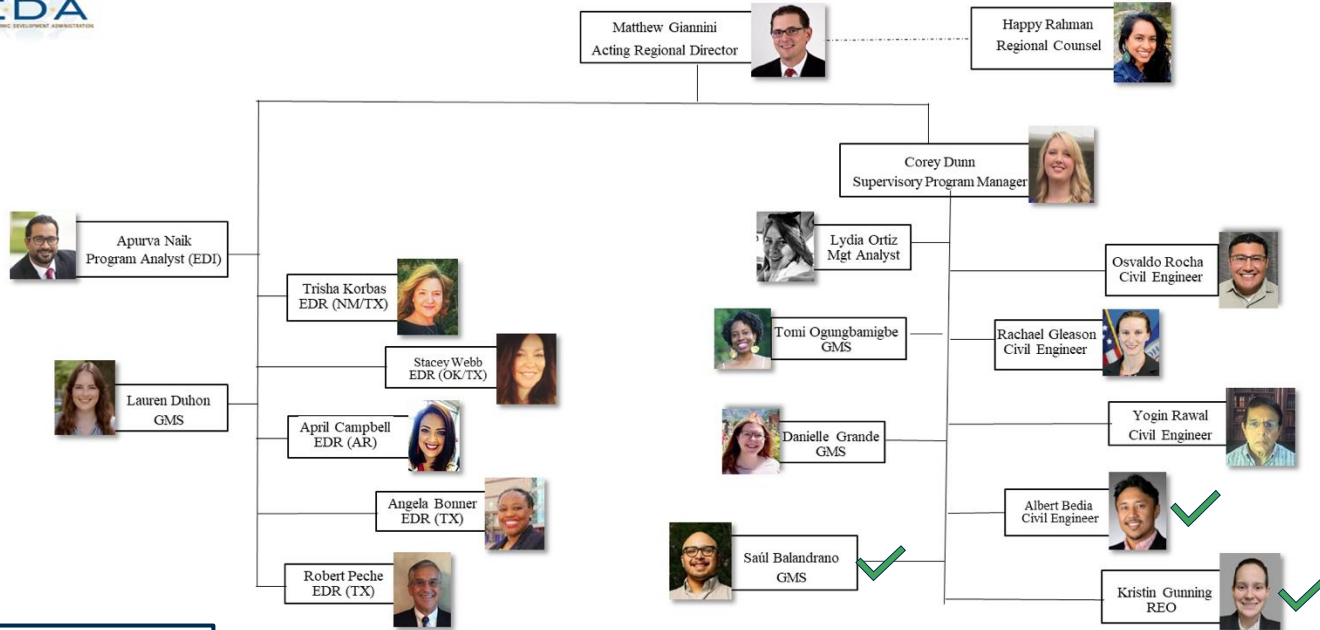 EDA
ECONOMIC DEVELOPMENT ADMINISTRATION
Matthew Giannini
Acting Regional Director
Happy Rahman
Regional Counsel
Corey Dunn
Supervisory Program Manager
Apurva Naik
Program Analyst (EDI)
Lydia Ortiz
Mgt Analyst
Osvaldo Rocha
Civil Engineer
Trisha Korbas
EDR (NM/TX)
Tomi Ogungbamigbe
GMS
Rachael Gleason
Civil Engineer
Stacey Webb
EDR (OK/TX)
Lauren Duhon
GMS
April Campbell
EDR (AR)
Danielle Grande
GMS
Yogin Rawal
Civil Engineer
Angela Bonner
EDR (TX)
Albert Bedia
Civil Engineer
Saúl Balandrano
GMS
Robert Peche
EDR (TX)
Kristin Gunning
REO